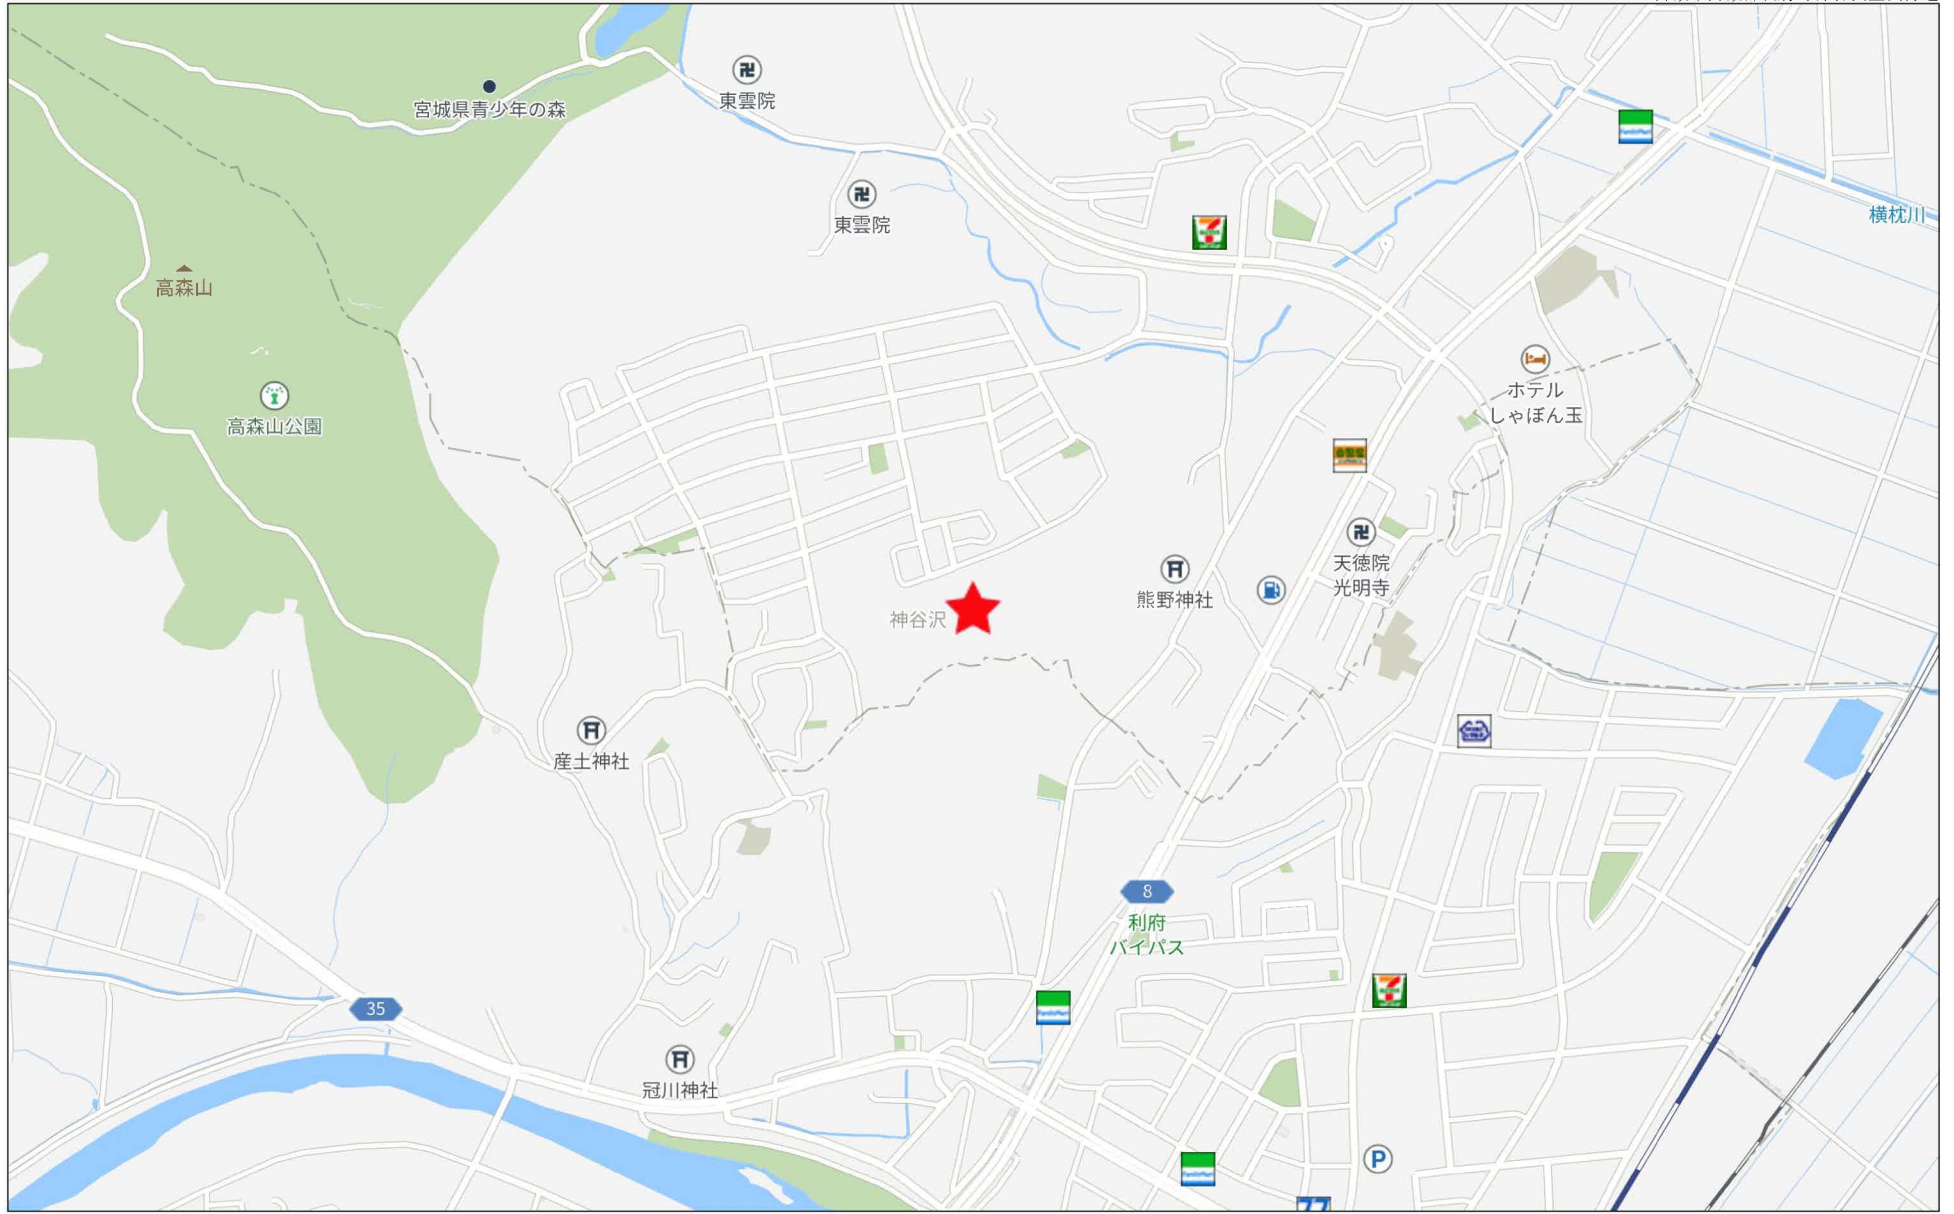 宮城県青少年の森
東雲院
東雲院
横枕川
高森山
高森山公園
ホテル
しゃぼん玉
天徳院
光明寺
熊野神社
神谷沢
産土神社
8
利府
バイパス
35
冠川神社
P
77